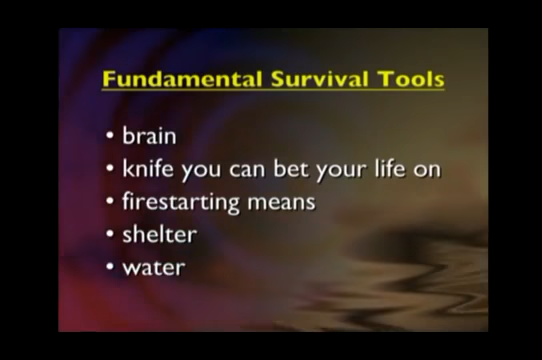 Fundamental Survival Tools
• brain
• knife you can bet your life on
• firestarting means
• shelter
• water